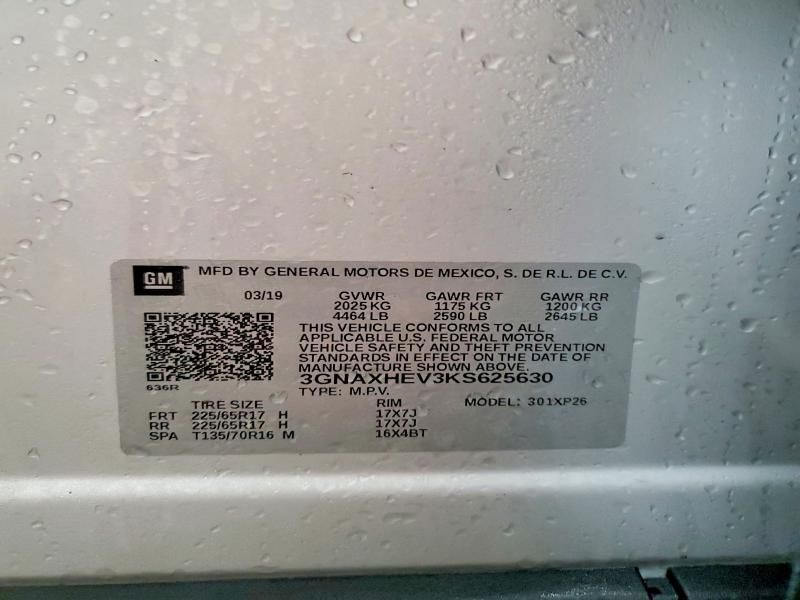 GM MFD BY GENERAL MOTORS DE MEXICO, S. DE R.L. DE C.V.
03/19 GVWR GAWR FRT GAWR RR
2025 KG 1175 KG 1200 KG
4464 LB 2590 LB 2645 LB
THIS VEHICLE CONFORMS TO ALL
APPLICABLE U.S. FEDERAL MOTOR
VEHICLE SAFETY AND THEFT PREVENTION
STANDARDS IN EFFECT ON THE DATE OF
MANUFACTURE SHOWN ABOVE.
3GNAXHEV3KS625630
636R
TYPE: M.P.V.
TIRE SIZE RIM MODEL: 301XP26
FRT 225/65R17 H 17X7J
RR 225/65R17 H 17X7J
SPA T135/70R16 M 16X4BT